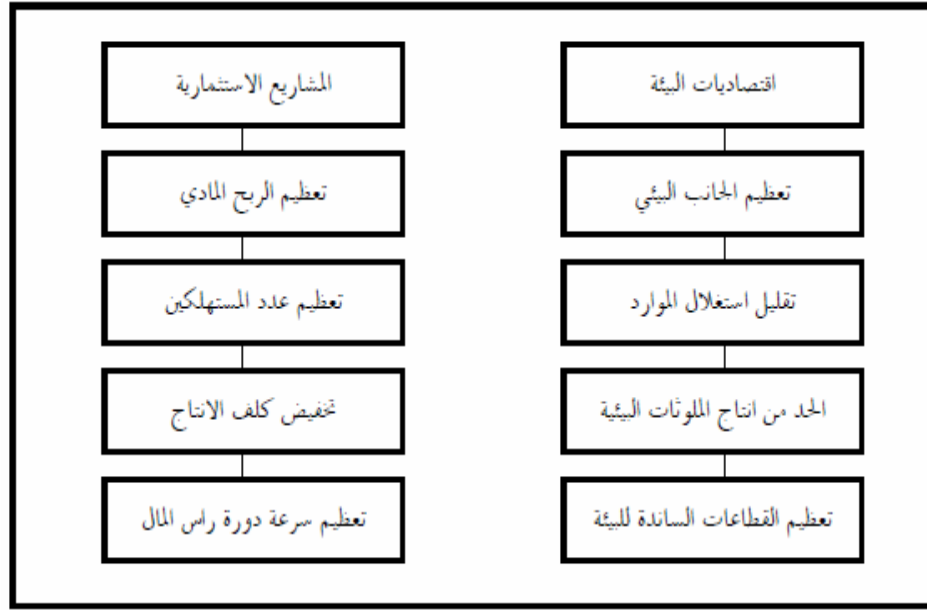 اقتصاديات البيئة
تعظيم الجانب البيئي
تقليل استغلال الموارد
الحد من انتاج الملوثات البيئية
تعظيم القطاعات الساندة للبيئة
المشاريع الاستثمارية
تعظيم الربح المادي
تعظيم عدد المستهلكين
تخفيض كلف الانتاج
تعظيم سرعة دورة راس المال